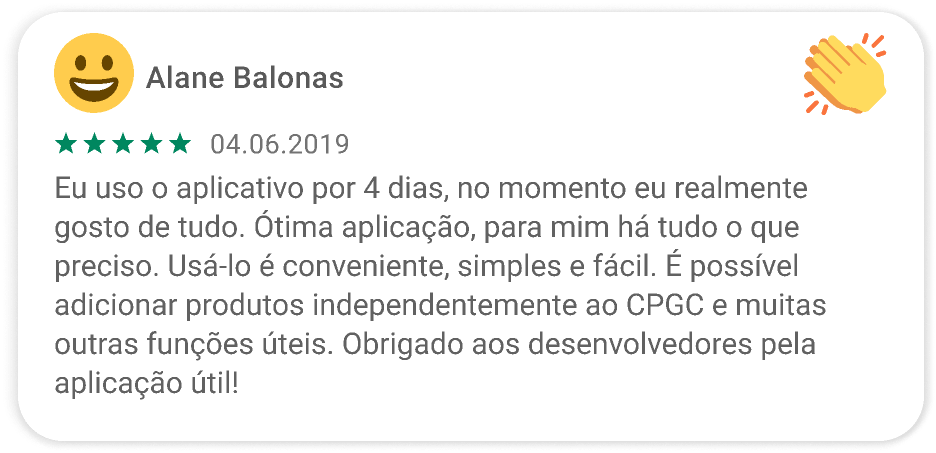 Alane Balonas
04.06.2019
Eu uso o aplicativo por 4 dias, no momento eu realmente
gosto de tudo. Ótima aplicação, para mim há tudo o que
preciso. Usá-lo é conveniente, simples e fácil. É possível
adicionar produtos independentemente ao CPGC e muitas
outras funções úteis. Obrigado aos desenvolvedores pela
aplicação útil!